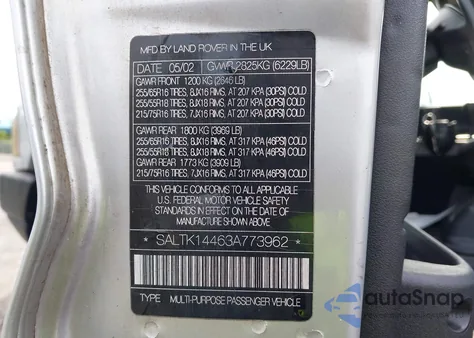 MFD BY LAND ROVER IN THE UK
DATE 05/02 GVWR 2825KG (6229LB)
GAWR FRONT 1200 KG (2646 LB)
255/65R16 TIRES, 8JX16 RIMS, AT 207 KPA (30PSI) COLD
255/55R18 TIRES, 8JX18 RIMS, AT 207 KPA (30PSI) COLD
215/75R16 TIRES, 7JX16 RIMS, AT 207 KPA (30PSI) COLD
GAWR REAR 1800 KG (3969 LB)
255/65R16 TIRES, 8JX16 RIMS, AT 317 KPA (46PSI) COLD
255/55R18 TIRES, 8JX18 RIMS, AT 317 KPA (46PSI) COLD
GAWR REAR 1773 KG (3909 LB)
215/75R16 TIRES, 7JX16 RIMS, AT 317 KPA (46PSI) COLD
THIS VEHICLE CONFORMS TO ALL APPLICABLE
U.S. FEDERAL MOTOR VEHICLE SAFETY
STANDARDS IN EFFECT ON THE DATE OF
MANUFACTURE SHOWN ABOVE
* SALTK14463A773962 *
TYPE MULTI-PURPOSE PASSENGER VEHICLE
autoSnap